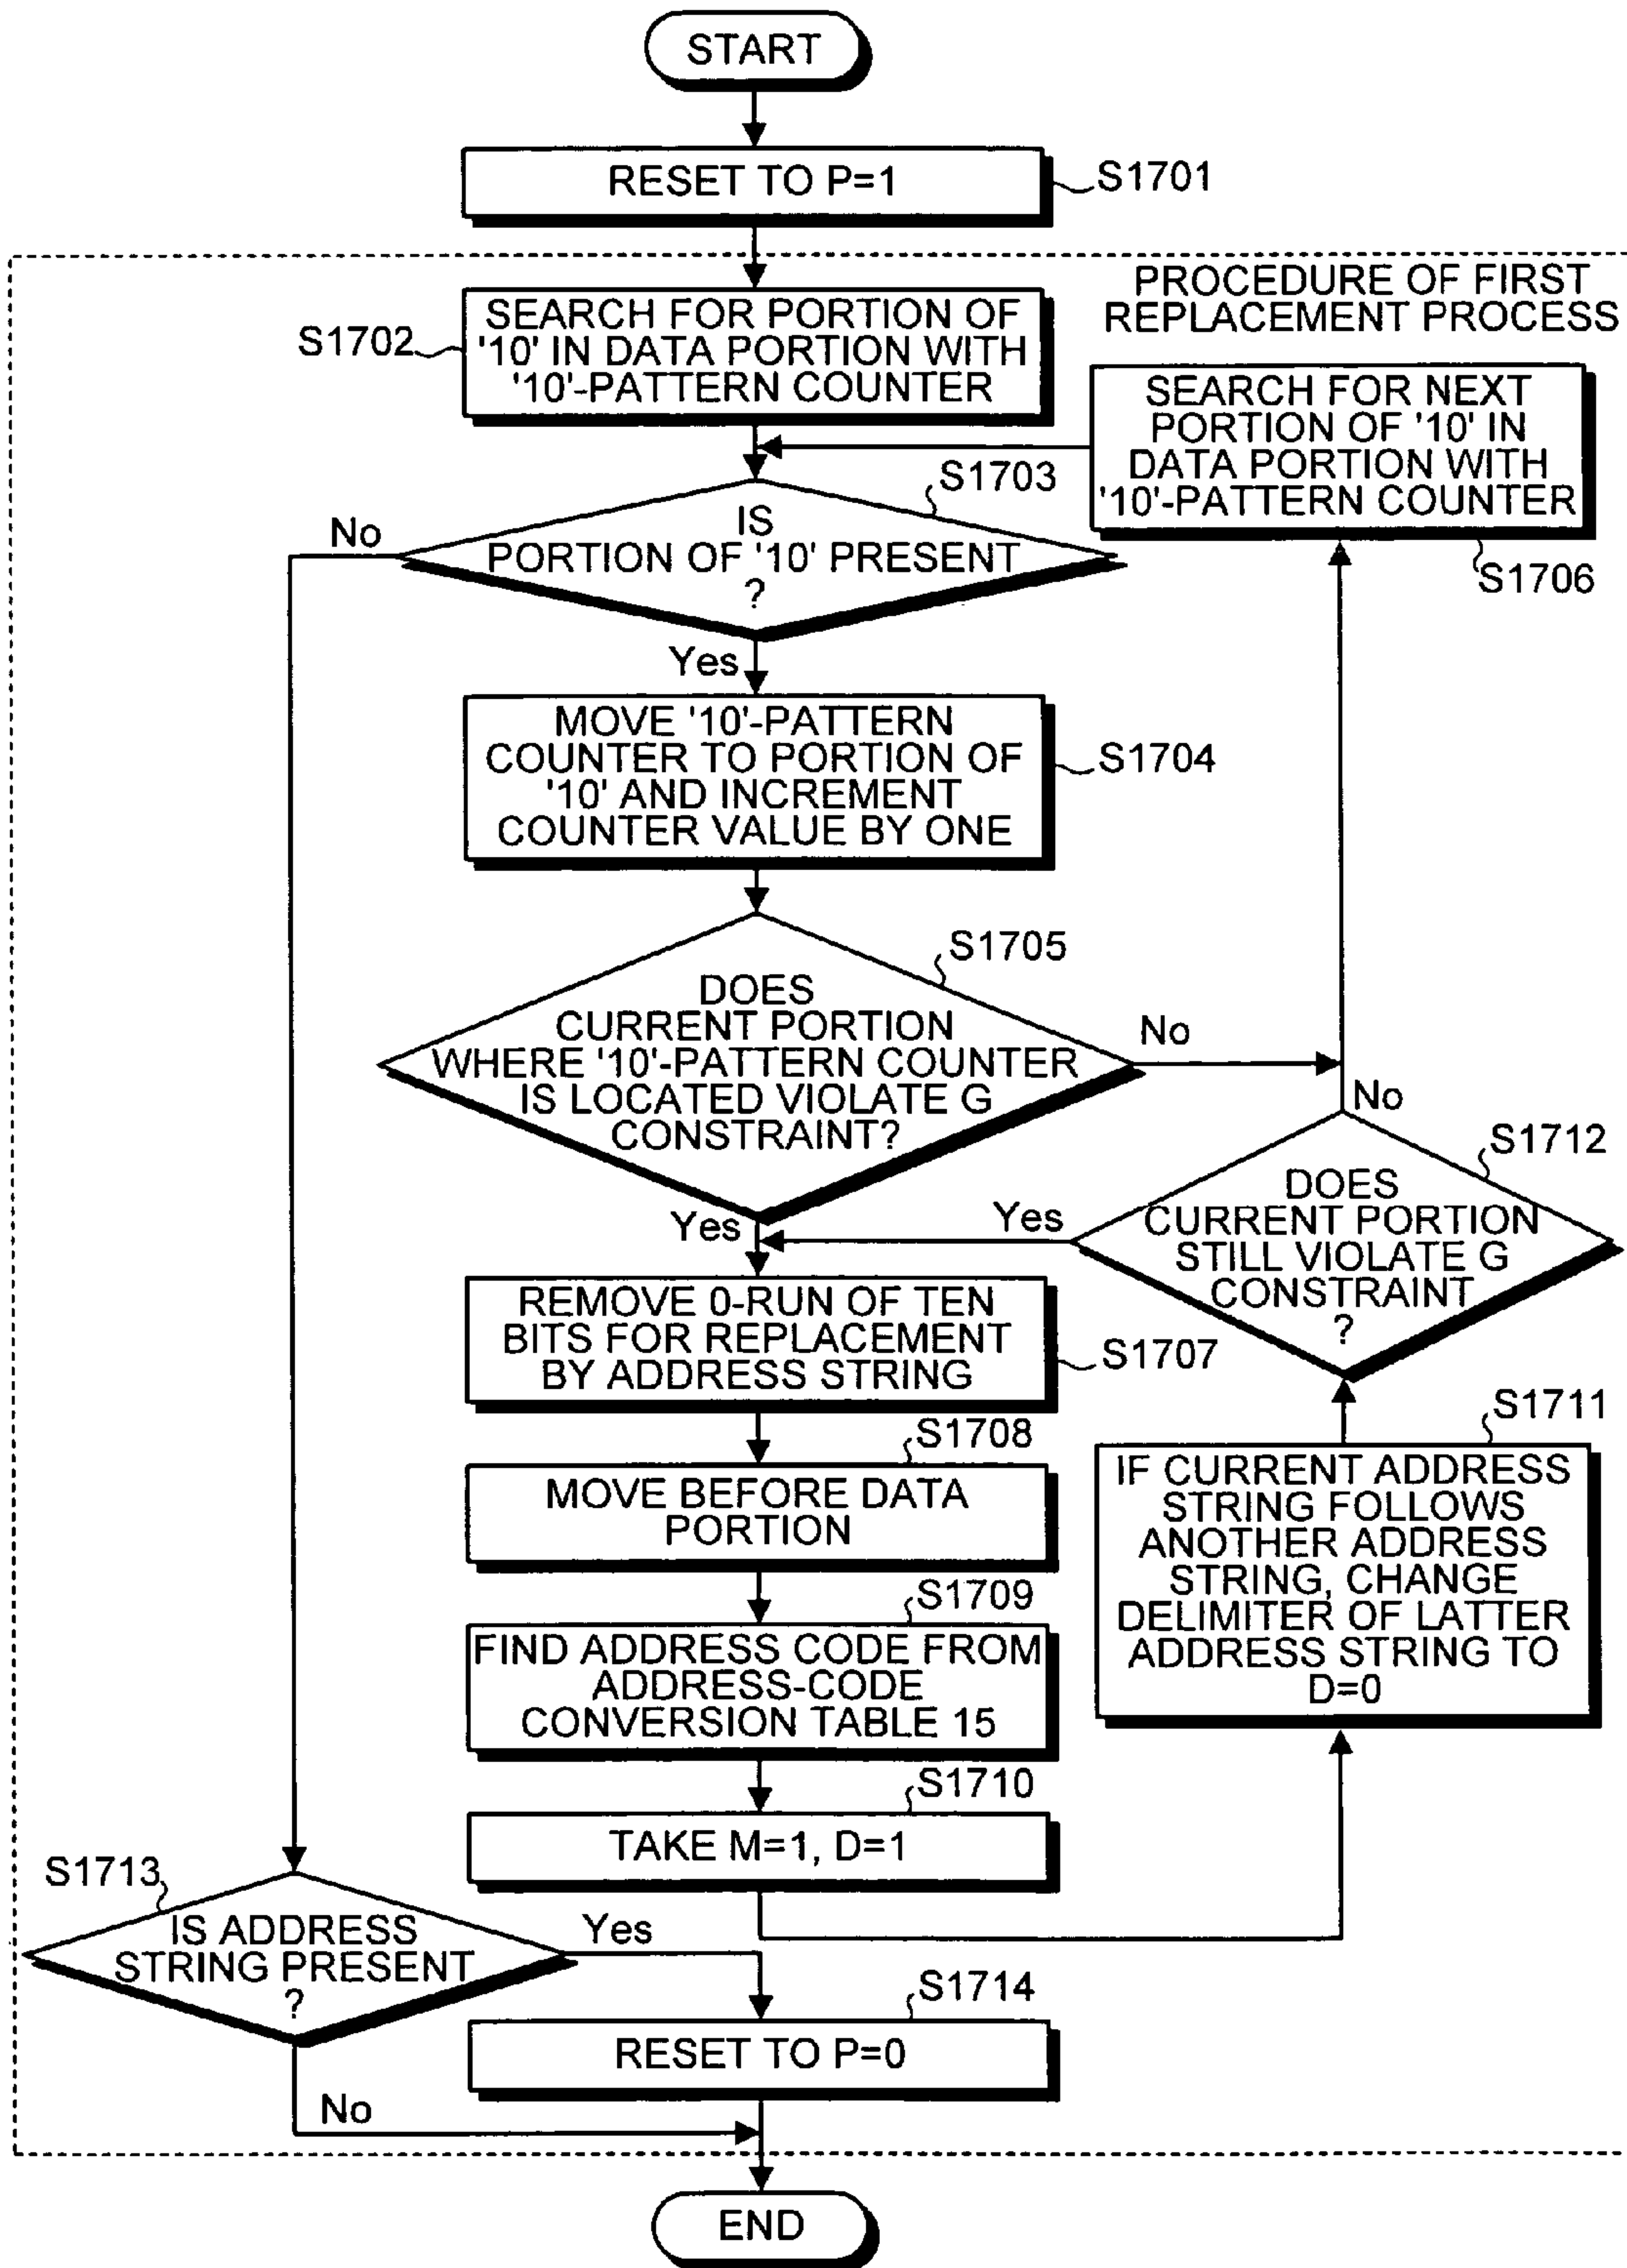 START
RESET TO P=1
S1701
PROCEDURE OF FIRST
REPLACEMENT PROCESS
S1702
SEARCH FOR PORTION OF
'10' IN DATA PORTION WITH
'10'-PATTERN COUNTER
SEARCH FOR NEXT
PORTION OF '10' IN
DATA PORTION WITH
'10'-PATTERN COUNTER
S1706
S1703
IS
PORTION OF '10' PRESENT
?
No
Yes
MOVE '10'-PATTERN
COUNTER TO PORTION OF
'10' AND INCREMENT
COUNTER VALUE BY ONE
S1704
S1705
DOES
CURRENT PORTION
WHERE '10'-PATTERN COUNTER
IS LOCATED VIOLATE G
CONSTRAINT?
No
Yes
No
S1712
DOES
CURRENT PORTION
STILL VIOLATE G
CONSTRAINT
?
Yes
REMOVE 0-RUN OF TEN
BITS FOR REPLACEMENT
BY ADDRESS STRING
S1707
S1708
MOVE BEFORE DATA
PORTION
S1709
FIND ADDRESS CODE FROM
ADDRESS-CODE
CONVERSION TABLE 15
S1710
TAKE M=1, D=1
S1711
IF CURRENT ADDRESS
STRING FOLLOWS
ANOTHER ADDRESS
STRING, CHANGE
DELIMITER OF LATTER
ADDRESS STRING TO
D=0
S1713
IS ADDRESS
STRING PRESENT
?
Yes
No
S1714
RESET TO P=0
END